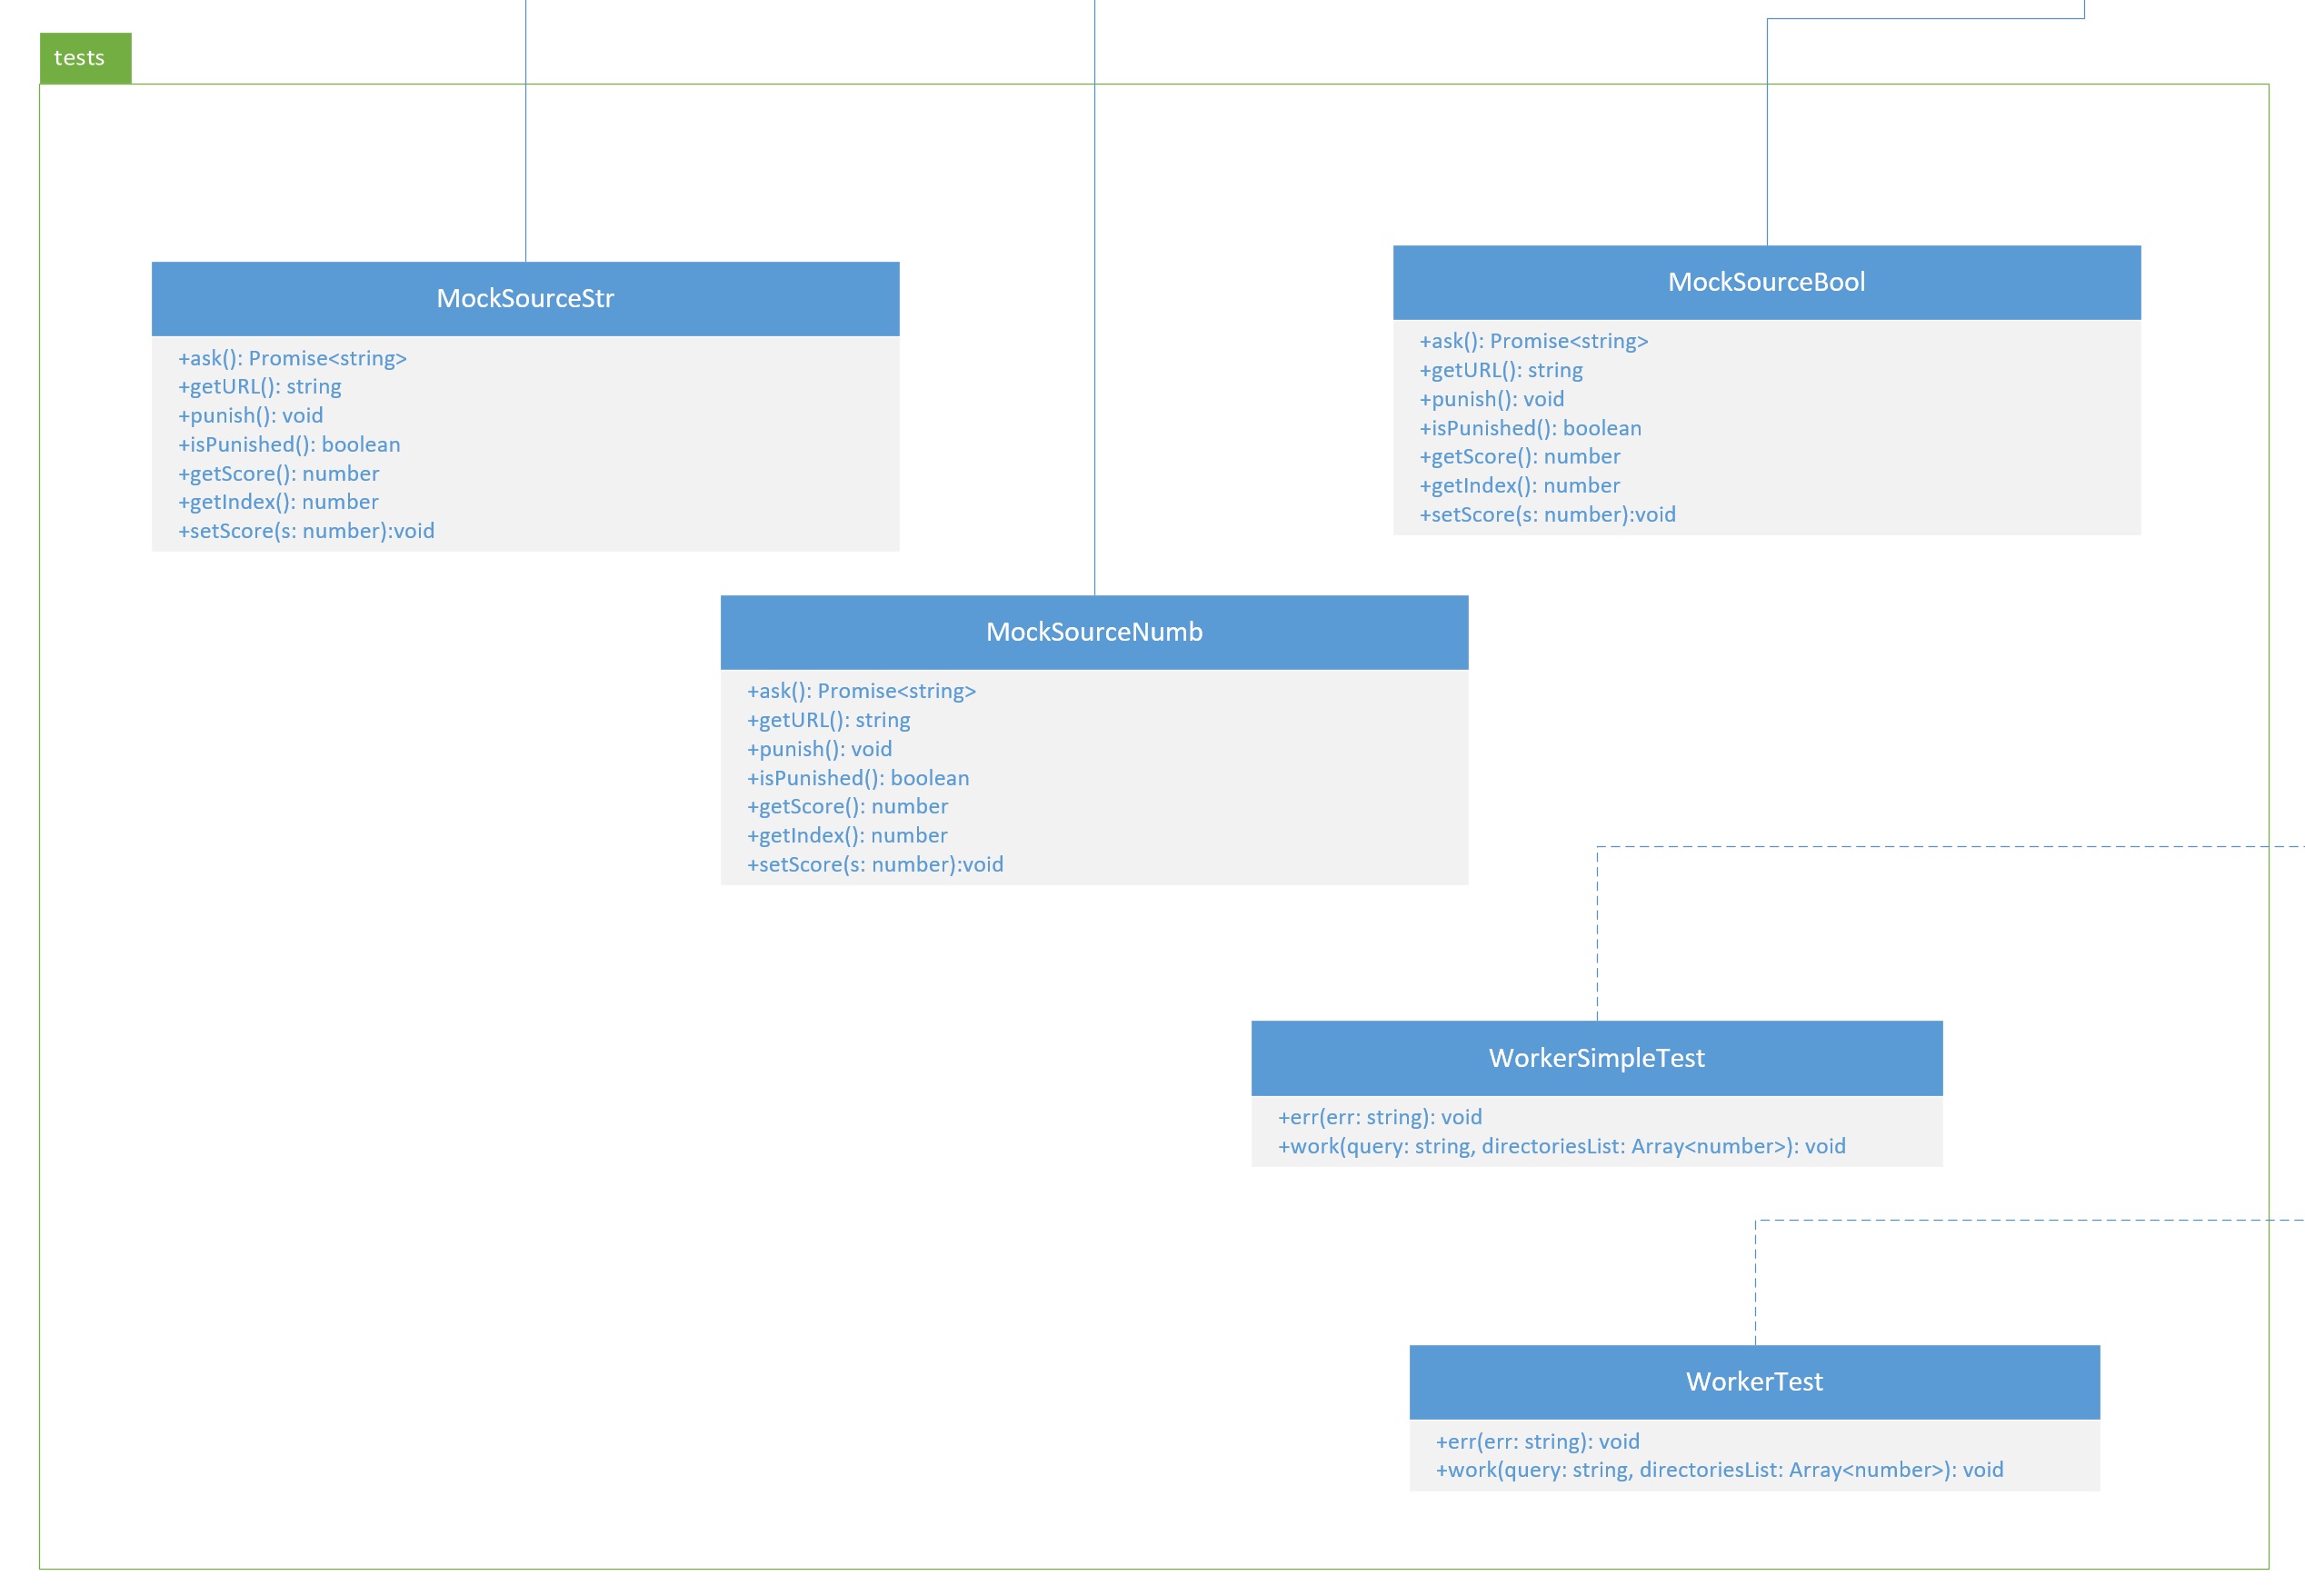 tests
MockSourceStr
+ask(): Promise<string>
+getURL(): string
+punish(): void
+isPunished(): boolean
+getScore(): number
+getIndex(): number
+setScore(s: number):void
MockSourceBool
+ask(): Promise<string>
+getURL(): string
+punish(): void
+isPunished(): boolean
+getScore(): number
+getIndex(): number
+setScore(s: number):void
MockSourceNumb
+ask(): Promise<string>
+getURL(): string
+punish(): void
+isPunished(): boolean
+getScore(): number
+getIndex(): number
+setScore(s: number):void
WorkerSimpleTest
+err(err: string): void
+work(query: string, directoriesList: Array<number>): void
WorkerTest
+err(err: string): void
+work(query: string, directoriesList: Array<number>): void